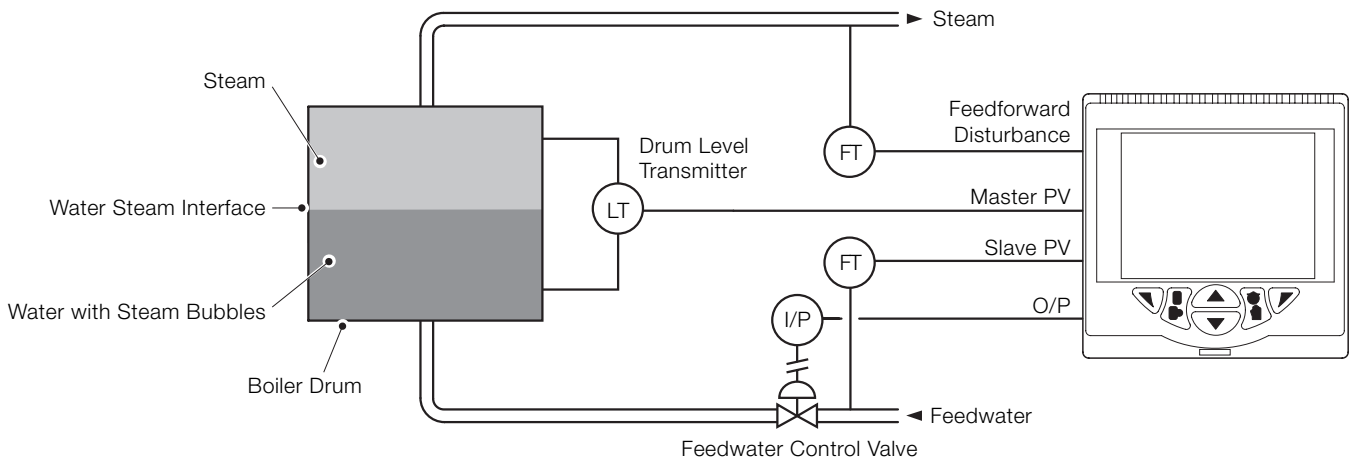 Steam
Steam
Feedforward
Disturbance
FT
Drum Level
Transmitter
Water Steam Interface
LT
Master PV
FT
Slave PV
Water with Steam Bubbles
I/P
O/P
Boiler Drum
Feedwater
Feedwater Control Valve